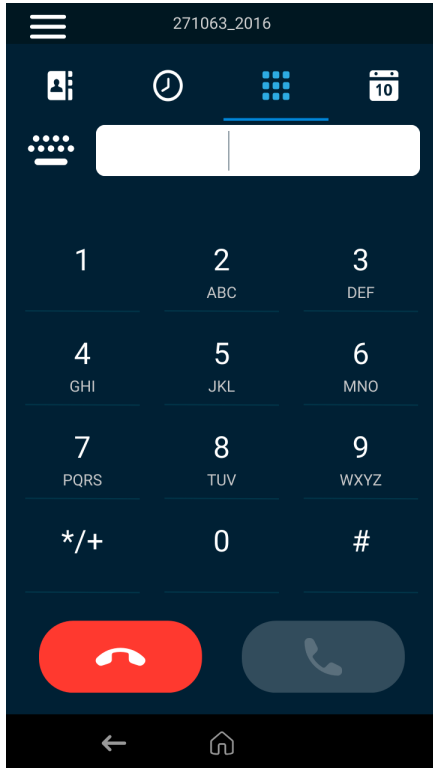 271063_2016
10
1 2 3
ABC DEF
4 5 6
GHI JKL MNO
7 8 9
PQRS TUV WXYZ
*/+ 0 #